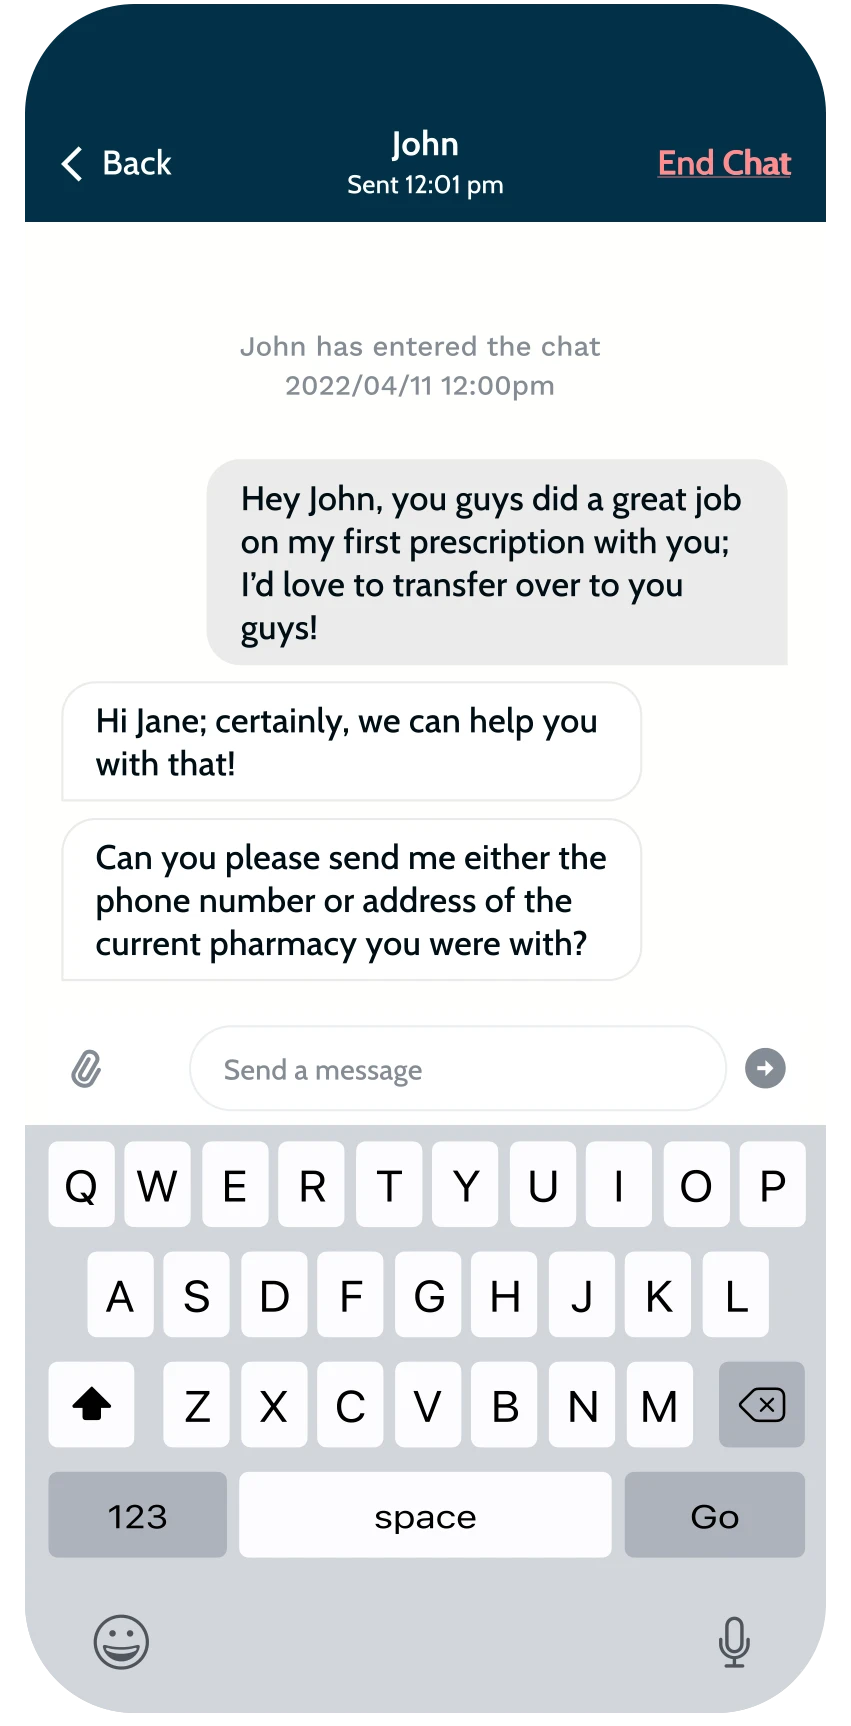 John
Back
End Chat
Sent 12:01 pm
John has entered the chat
2022/04/11 12:00pm
Hey John, you guys did a great job
on my first prescription with you;
I'd love to transfer over to you
guys!
Hi Jane; certainly, we can help you
with that!
Can you please send me either the
phone number or address of the
current pharmacy you were with?
Send a message
Q W E R T Y U I O P
A S D F G H J K L
Z X C V B N M
123 space Go